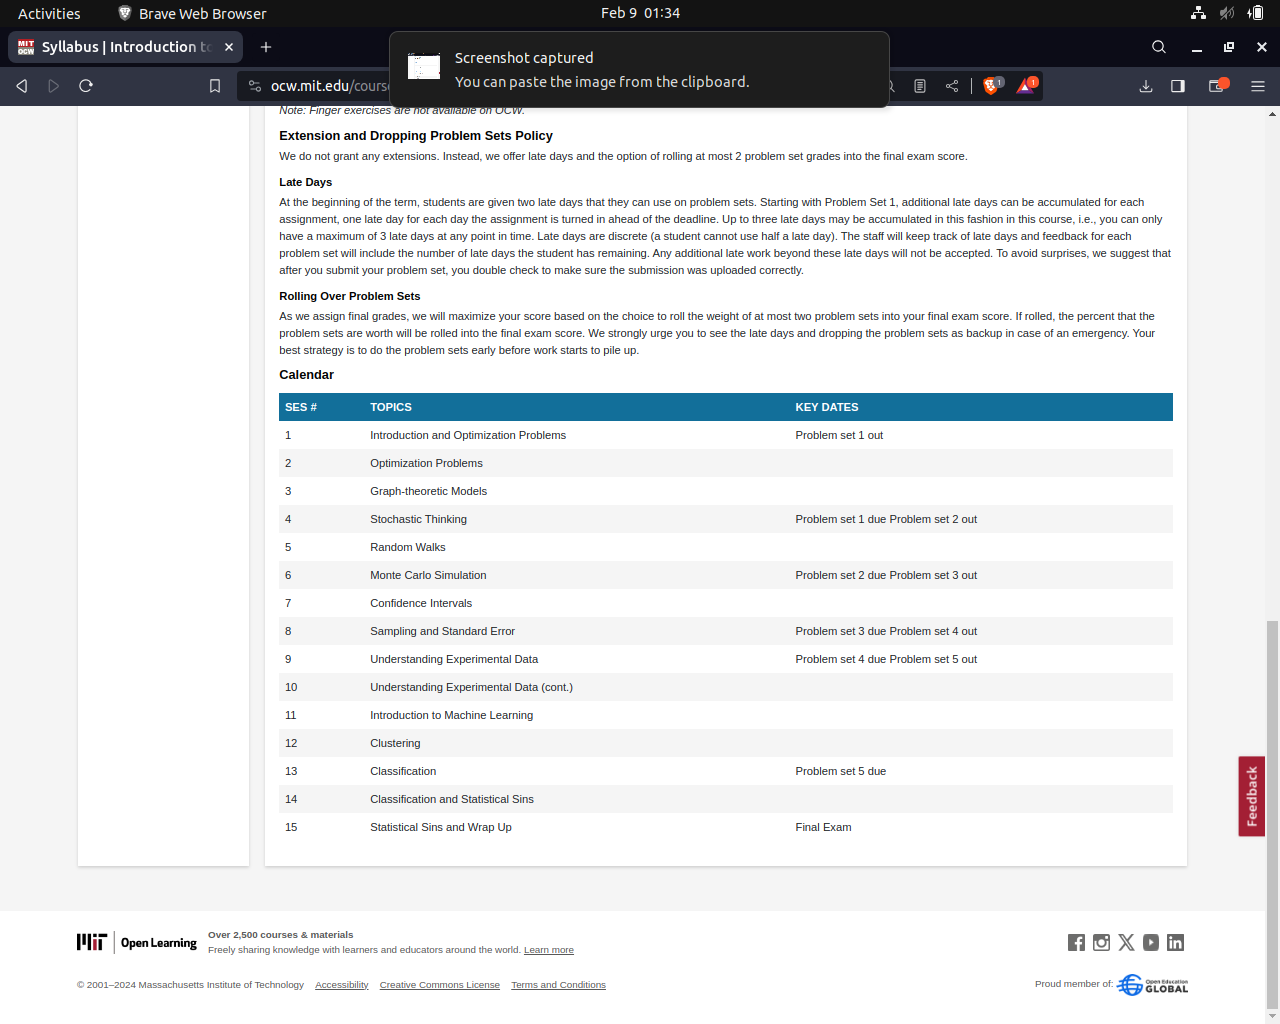 Activities Brave Web Browser Feb 9 01:34
Syllabus | Introduction to
Screenshot captured
You can paste the image from the clipboard.
ocw.mit.edu/cours
1 1
Note: Finger exercises are not available on OCW.
Extension and Dropping Problem Sets Policy
We do not grant any extensions. Instead, we offer late days and the option of rolling at most 2 problem set grades into the final exam score.
Late Days
At the beginning of the term, students are given two late days that they can use on problem sets. Starting with Problem Set 1, additional late days can be accumulated for each
assignment, one late day for each day the assignment is turned in ahead of the deadline. Up to three late days may be accumulated in this fashion in this course, i.e., you can only
have a maximum of 3 late days at any point in time. Late days are discrete (a student cannot use half a late day). The staff will keep track of late days and feedback for each
problem set will include the number of late days the student has remaining. Any additional late work beyond these late days will not be accepted. To avoid surprises, we suggest that
after you submit your problem set, you double check to make sure the submission was uploaded correctly.
Rolling Over Problem Sets
As we assign final grades, we will maximize your score based on the choice to roll the weight of at most two problem sets into your final exam score. If rolled, the percent that the
problem sets are worth will be rolled into the final exam score. We strongly urge you to see the late days and dropping the problem sets as backup in case of an emergency. Your
best strategy is to do the problem sets early before work starts to pile up.
Calendar
SES # TOPICS KEY DATES
1 Introduction and Optimization Problems Problem set 1 out
2 Optimization Problems
3 Graph-theoretic Models
4 Stochastic Thinking Problem set 1 due Problem set 2 out
5 Random Walks
6 Monte Carlo Simulation Problem set 2 due Problem set 3 out
7 Confidence Intervals
8 Sampling and Standard Error Problem set 3 due Problem set 4 out
9 Understanding Experimental Data Problem set 4 due Problem set 5 out
10 Understanding Experimental Data (cont.)
11 Introduction to Machine Learning
12 Clustering
13 Classification Problem set 5 due
14 Classification and Statistical Sins
15 Statistical Sins and Wrap Up Final Exam
Feedback
MIT Open Learning
Over 2,500 courses & materials
Freely sharing knowledge with learners and educators around the world. Learn more
© 2001–2024 Massachusetts Institute of Technology Accessibility Creative Commons License Terms and Conditions
Proud member of: Open Education GLOBAL